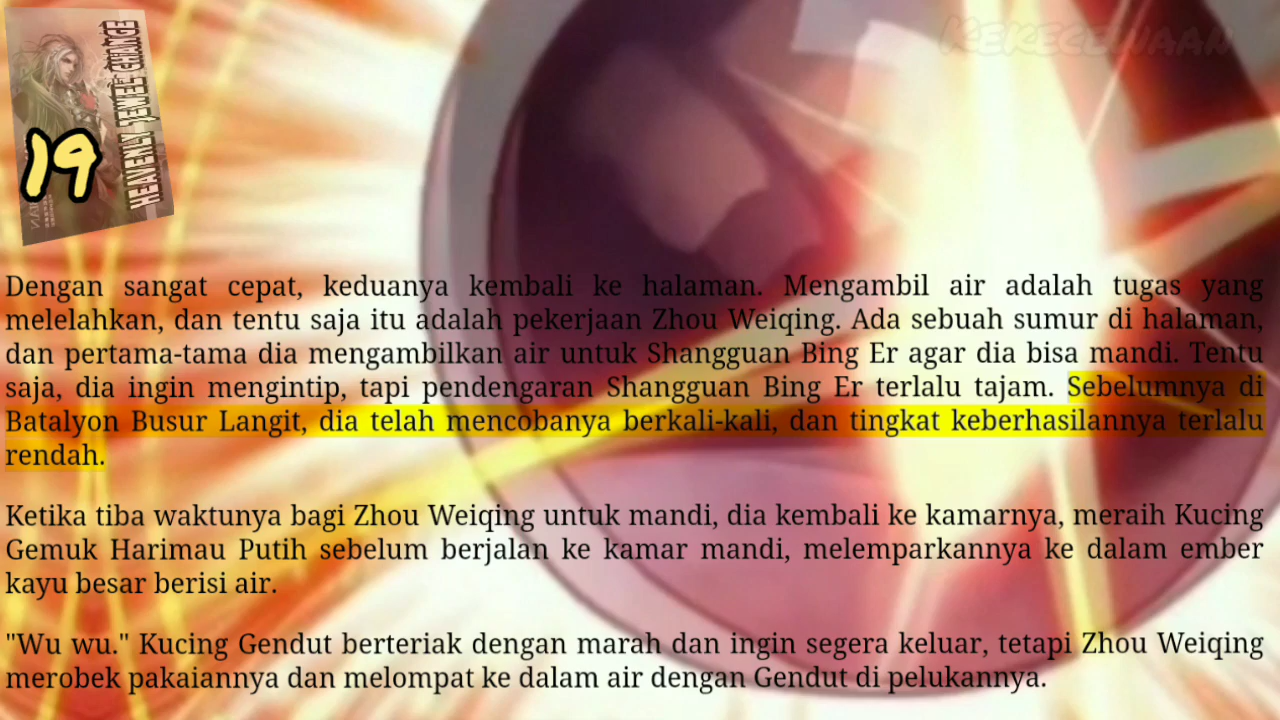 Kekecewaan
HEAVENLY JEWEL CHANGE
19
Dengan sangat cepat, keduanya kembali ke halaman. Mengambil air adalah tugas yang
melelahkan, dan tentu saja itu adalah pekerjaan Zhou Weiqing. Ada sebuah sumur di halaman,
dan pertama-tama dia mengambilkan air untuk Shangguan Bing Er agar dia bisa mandi. Tentu
saja, dia ingin mengintip, tapi pendengaran Shangguan Bing Er terlalu tajam. Sebelumnya di
Batalyon Busur Langit, dia telah mencobanya berkali-kali, dan tingkat keberhasilannya terlalu
rendah.
Ketika tiba waktunya bagi Zhou Weiqing untuk mandi, dia kembali ke kamarnya, meraih Kucing
Gemuk Harimau Putih sebelum berjalan ke kamar mandi, melemparkannya ke dalam ember
kayu besar berisi air.
"Wu wu." Kucing Gendut berteriak dengan marah dan ingin segera keluar, tetapi Zhou Weiqing
merobek pakaiannya dan melompat ke dalam air dengan Gendut di pelukannya.